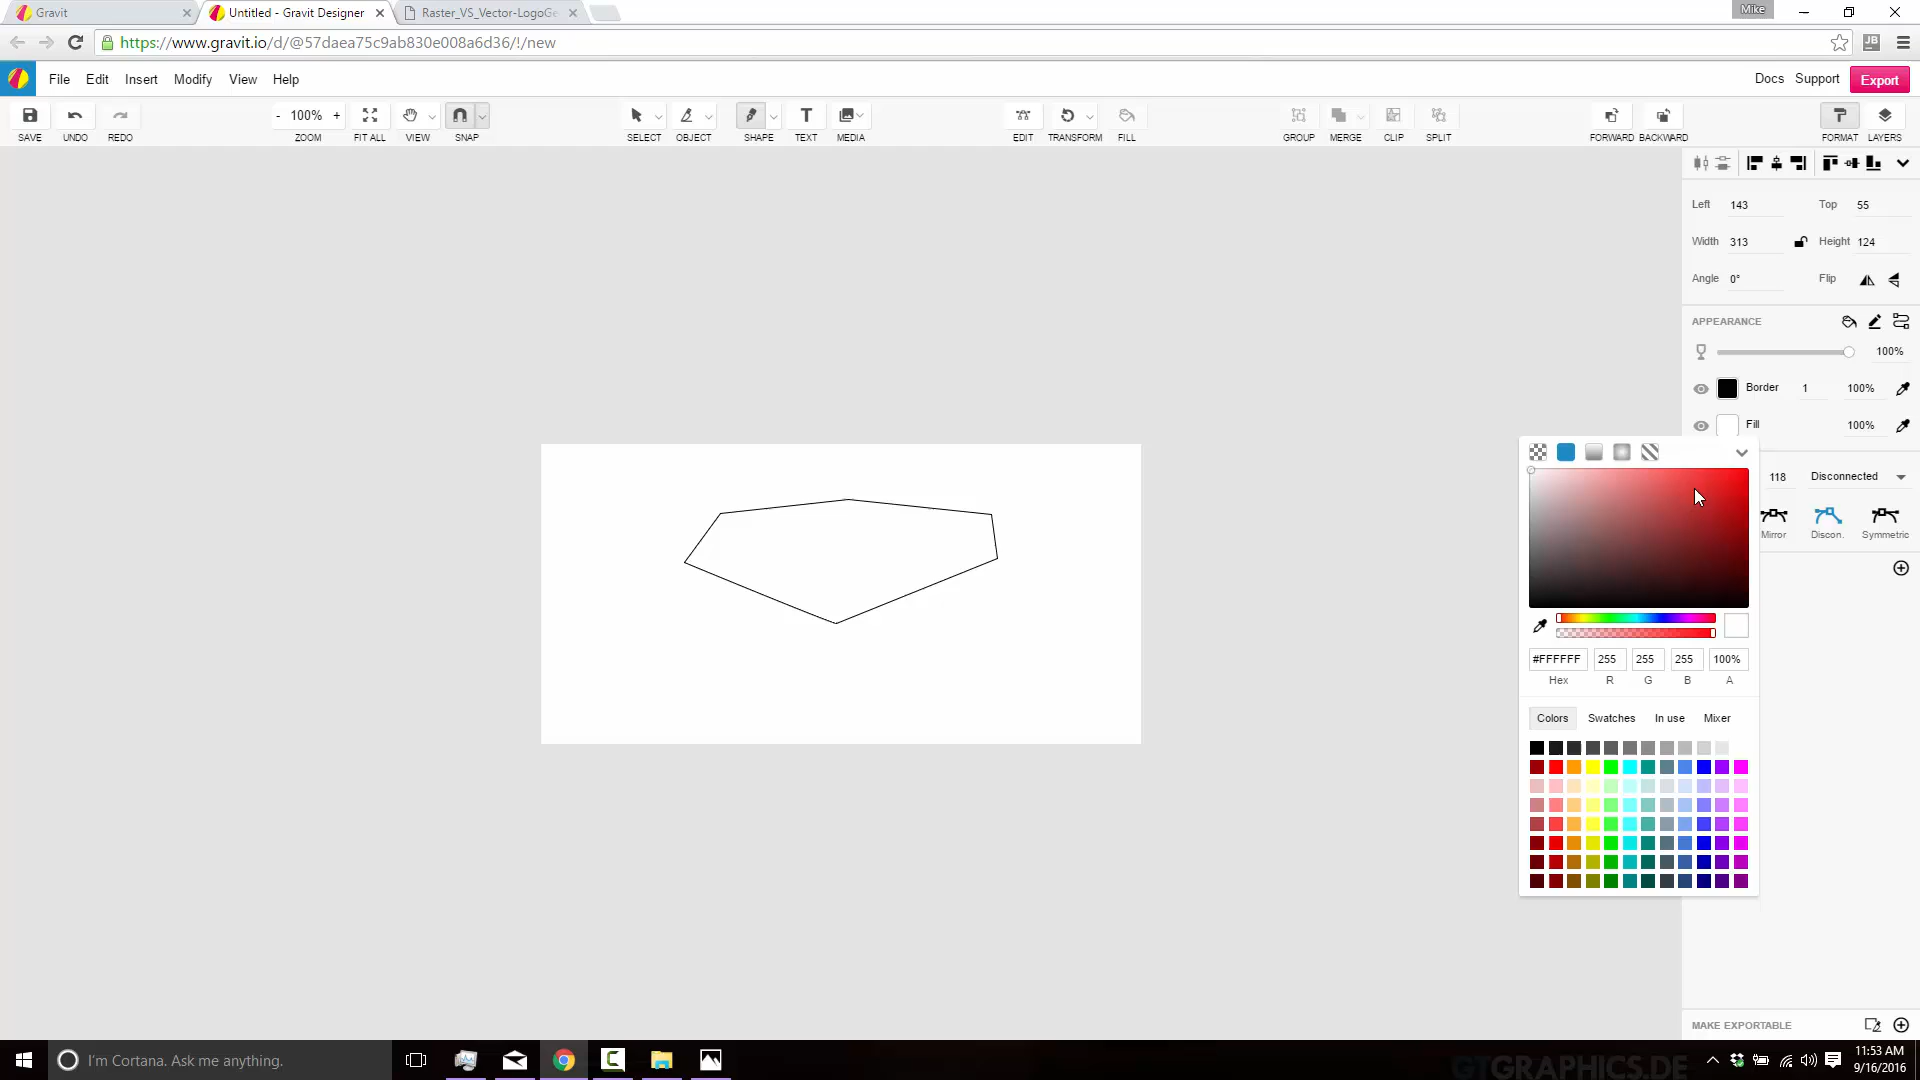 Gravit
Untitled - Gravit Designer
Raster_VS_Vector-LogoGe
Mike
https://www.gravit.io/d/@57daea75c9ab830e008a6d36/!/new
JB
File Edit Insert Modify View Help
Docs Support Export
- 100% +
SAVE UNDO REDO ZOOM FIT ALL VIEW SNAP SELECT OBJECT SHAPE TEXT MEDIA EDIT TRANSFORM FILL GROUP MERGE CLIP SPLIT FORWARD BACKWARD FORMAT LAYERS
Left 143 Top 55
Width 313 Height 124
Angle 0° Flip
APPEARANCE
100%
Border 1 100%
Fill 100%
118 Disconnected
Mirror Discon. Symmetric
#FFFFFF 255 255 255 100%
Hex R G B A
Colors Swatches In use Mixer
MAKE EXPORTABLE
I'm Cortana. Ask me anything.
GTGRAPHICS.DE
11:53 AM
9/16/2016